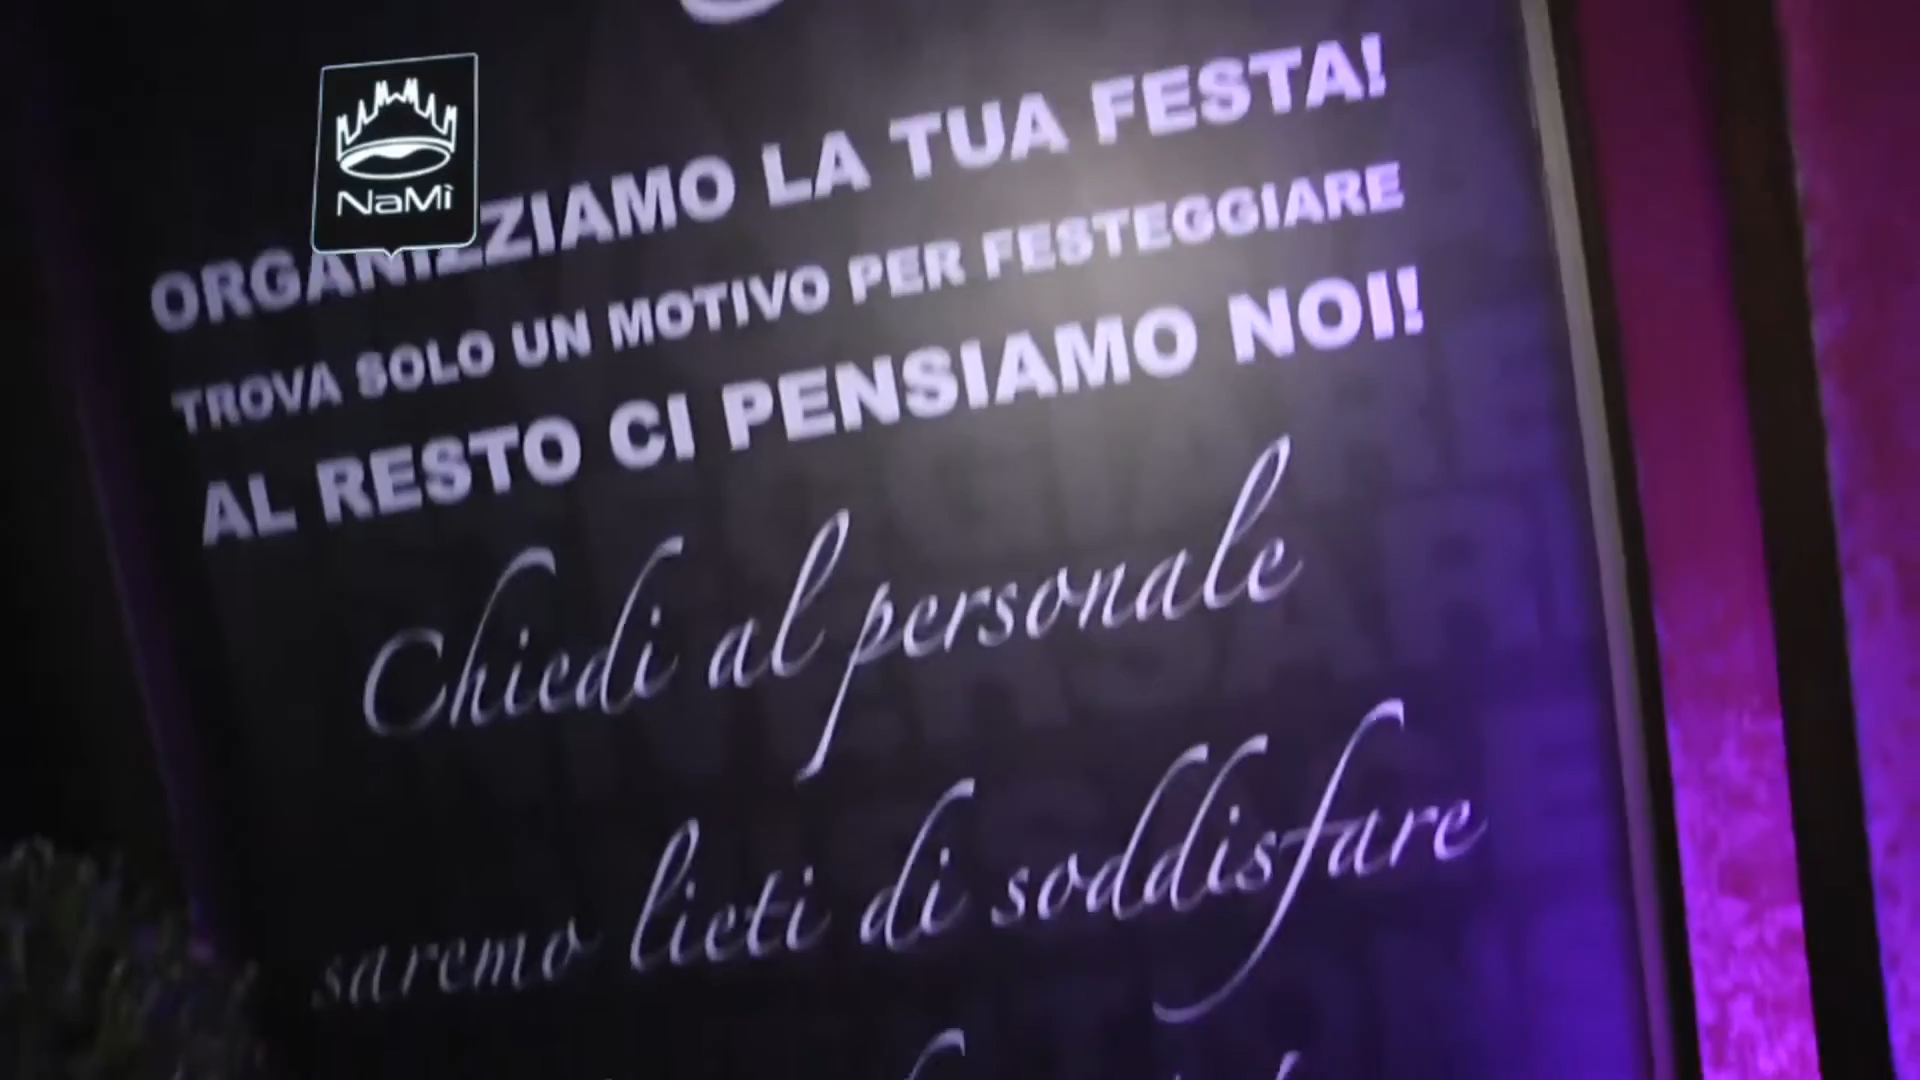 NaMì
ORGANIZZIAMO LA TUA FESTA!
TROVA SOLO UN MOTIVO PER FESTEGGIARE
AL RESTO CI PENSIAMO NOI!
Chiedi al personale
saremo lieti di soddisfare